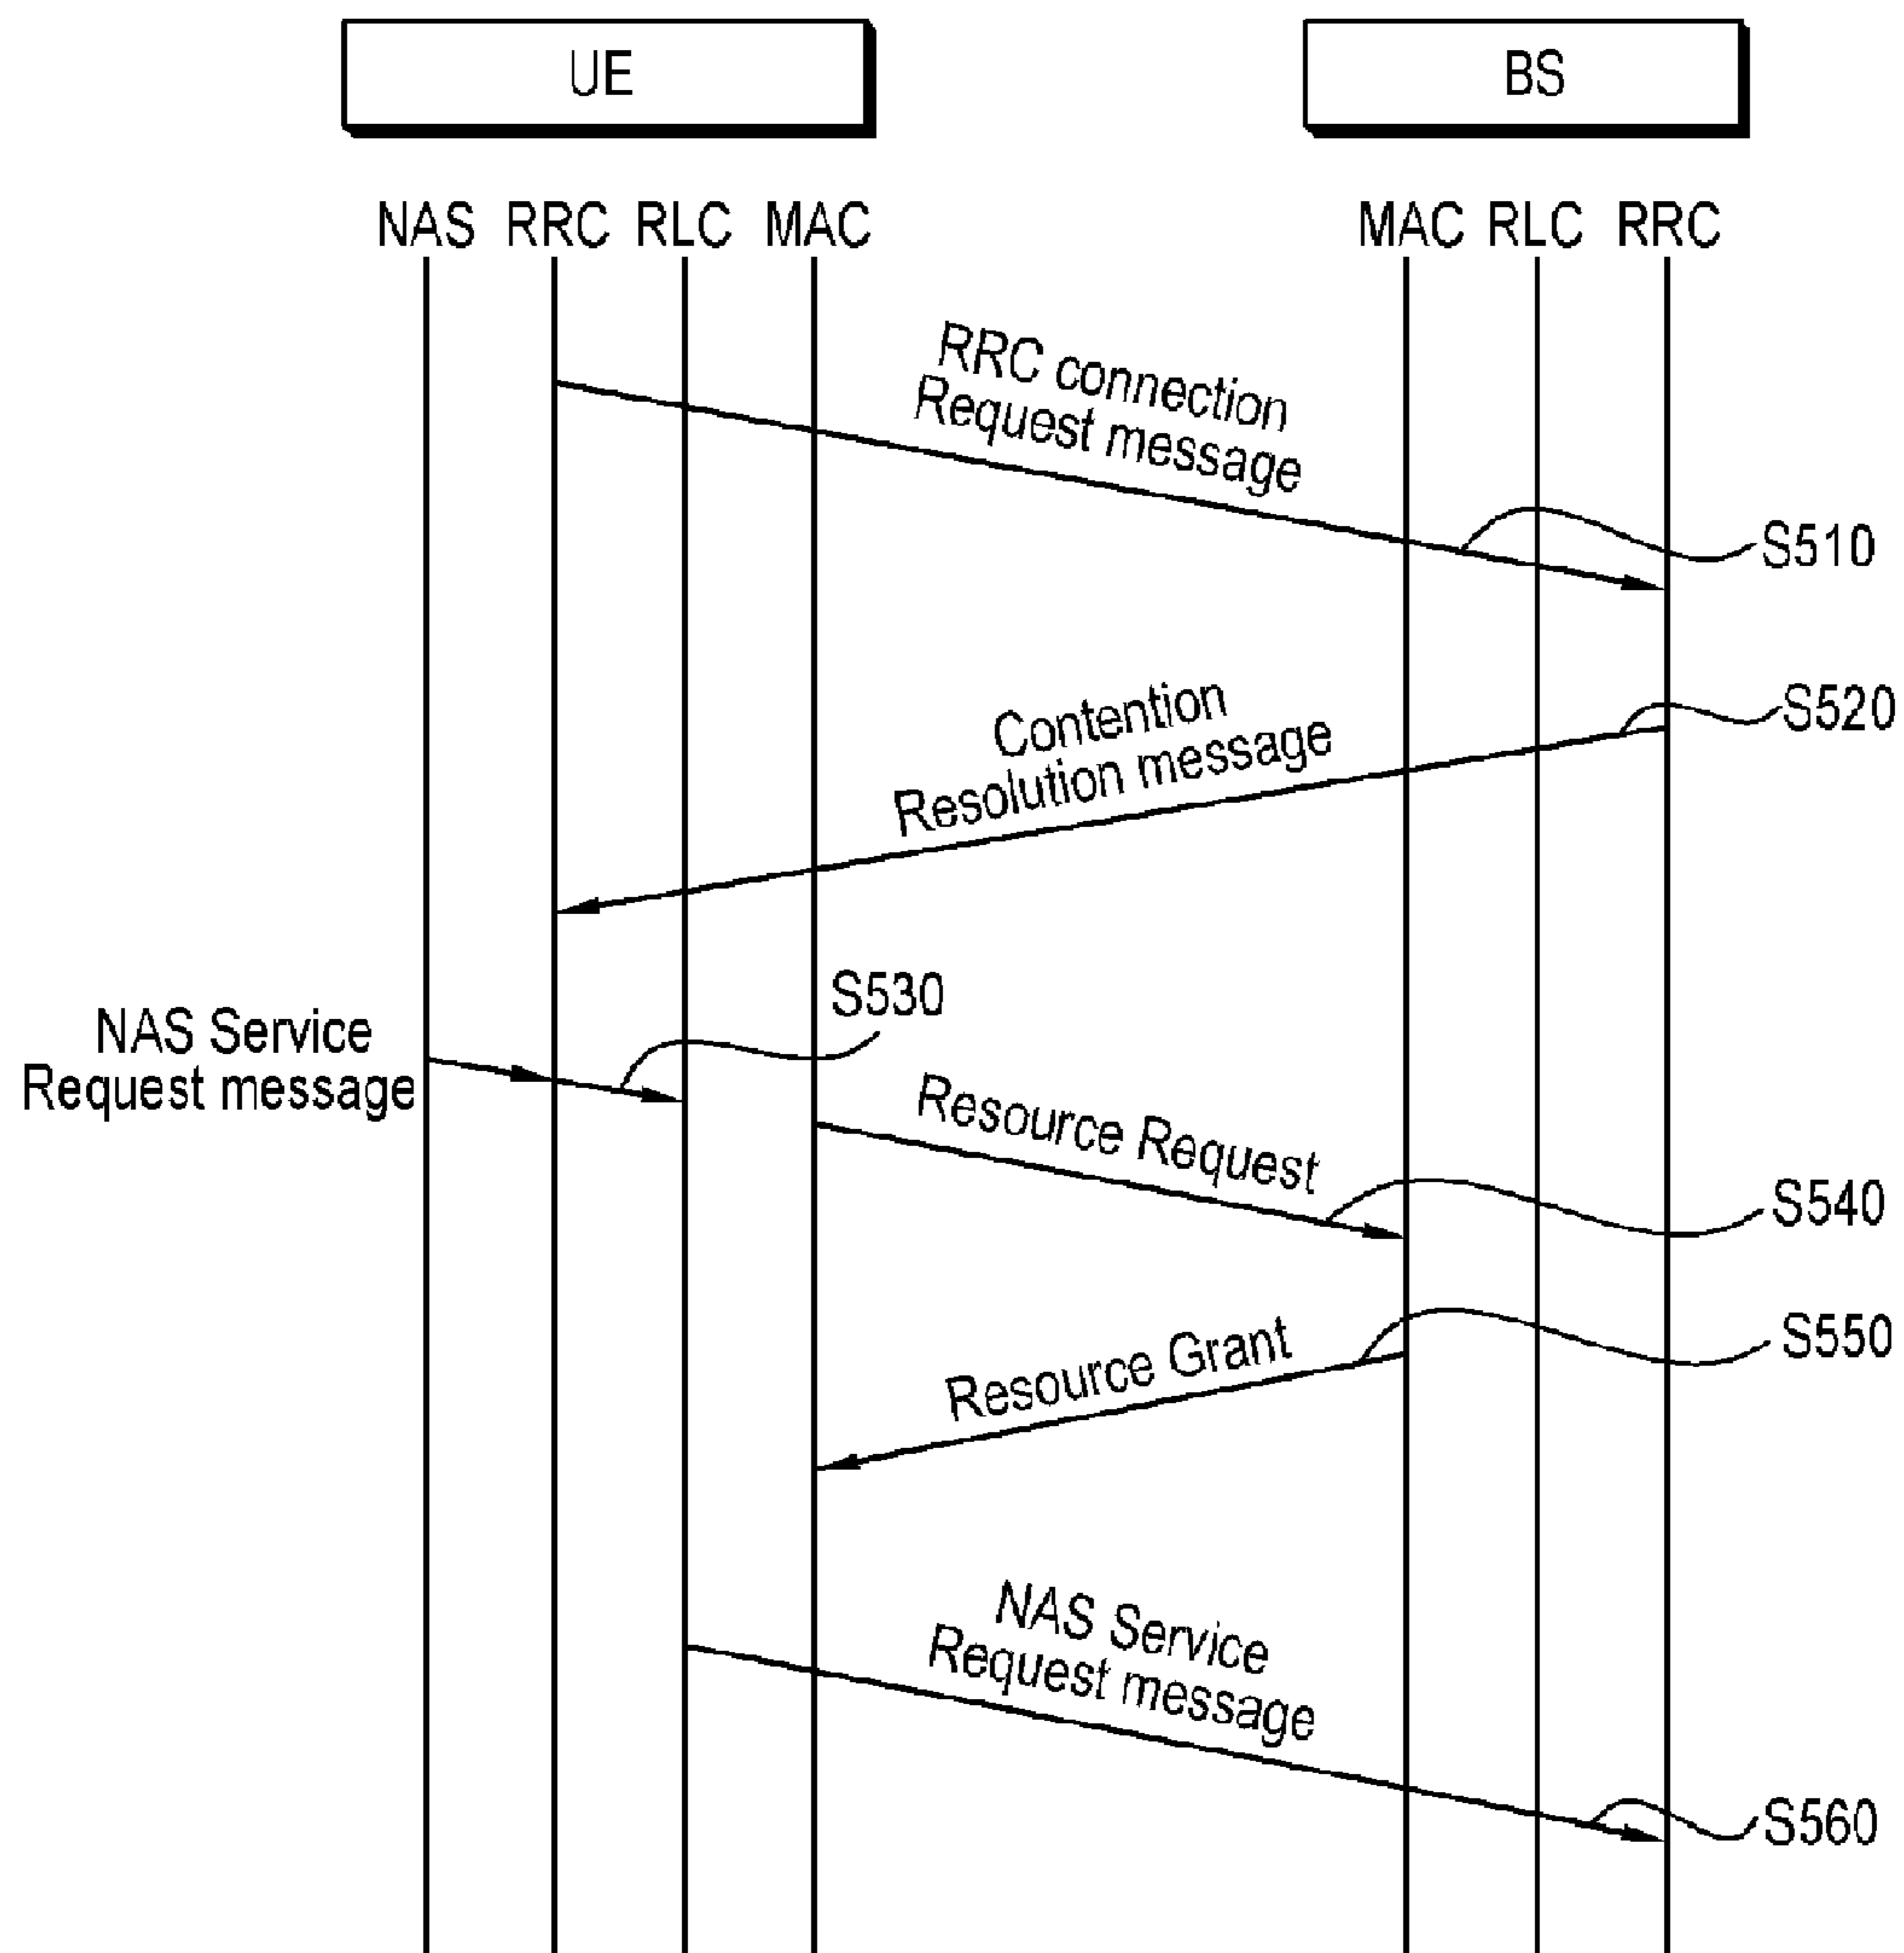 UE
BS
NAS RRC RLC MAC
MAC RLC RRC
RRC connection
Request message
S510
Contention
Resolution message
S520
NAS Service
Request message
S530
Resource Request
S540
Resource Grant
S550
NAS Service
Request message
S560